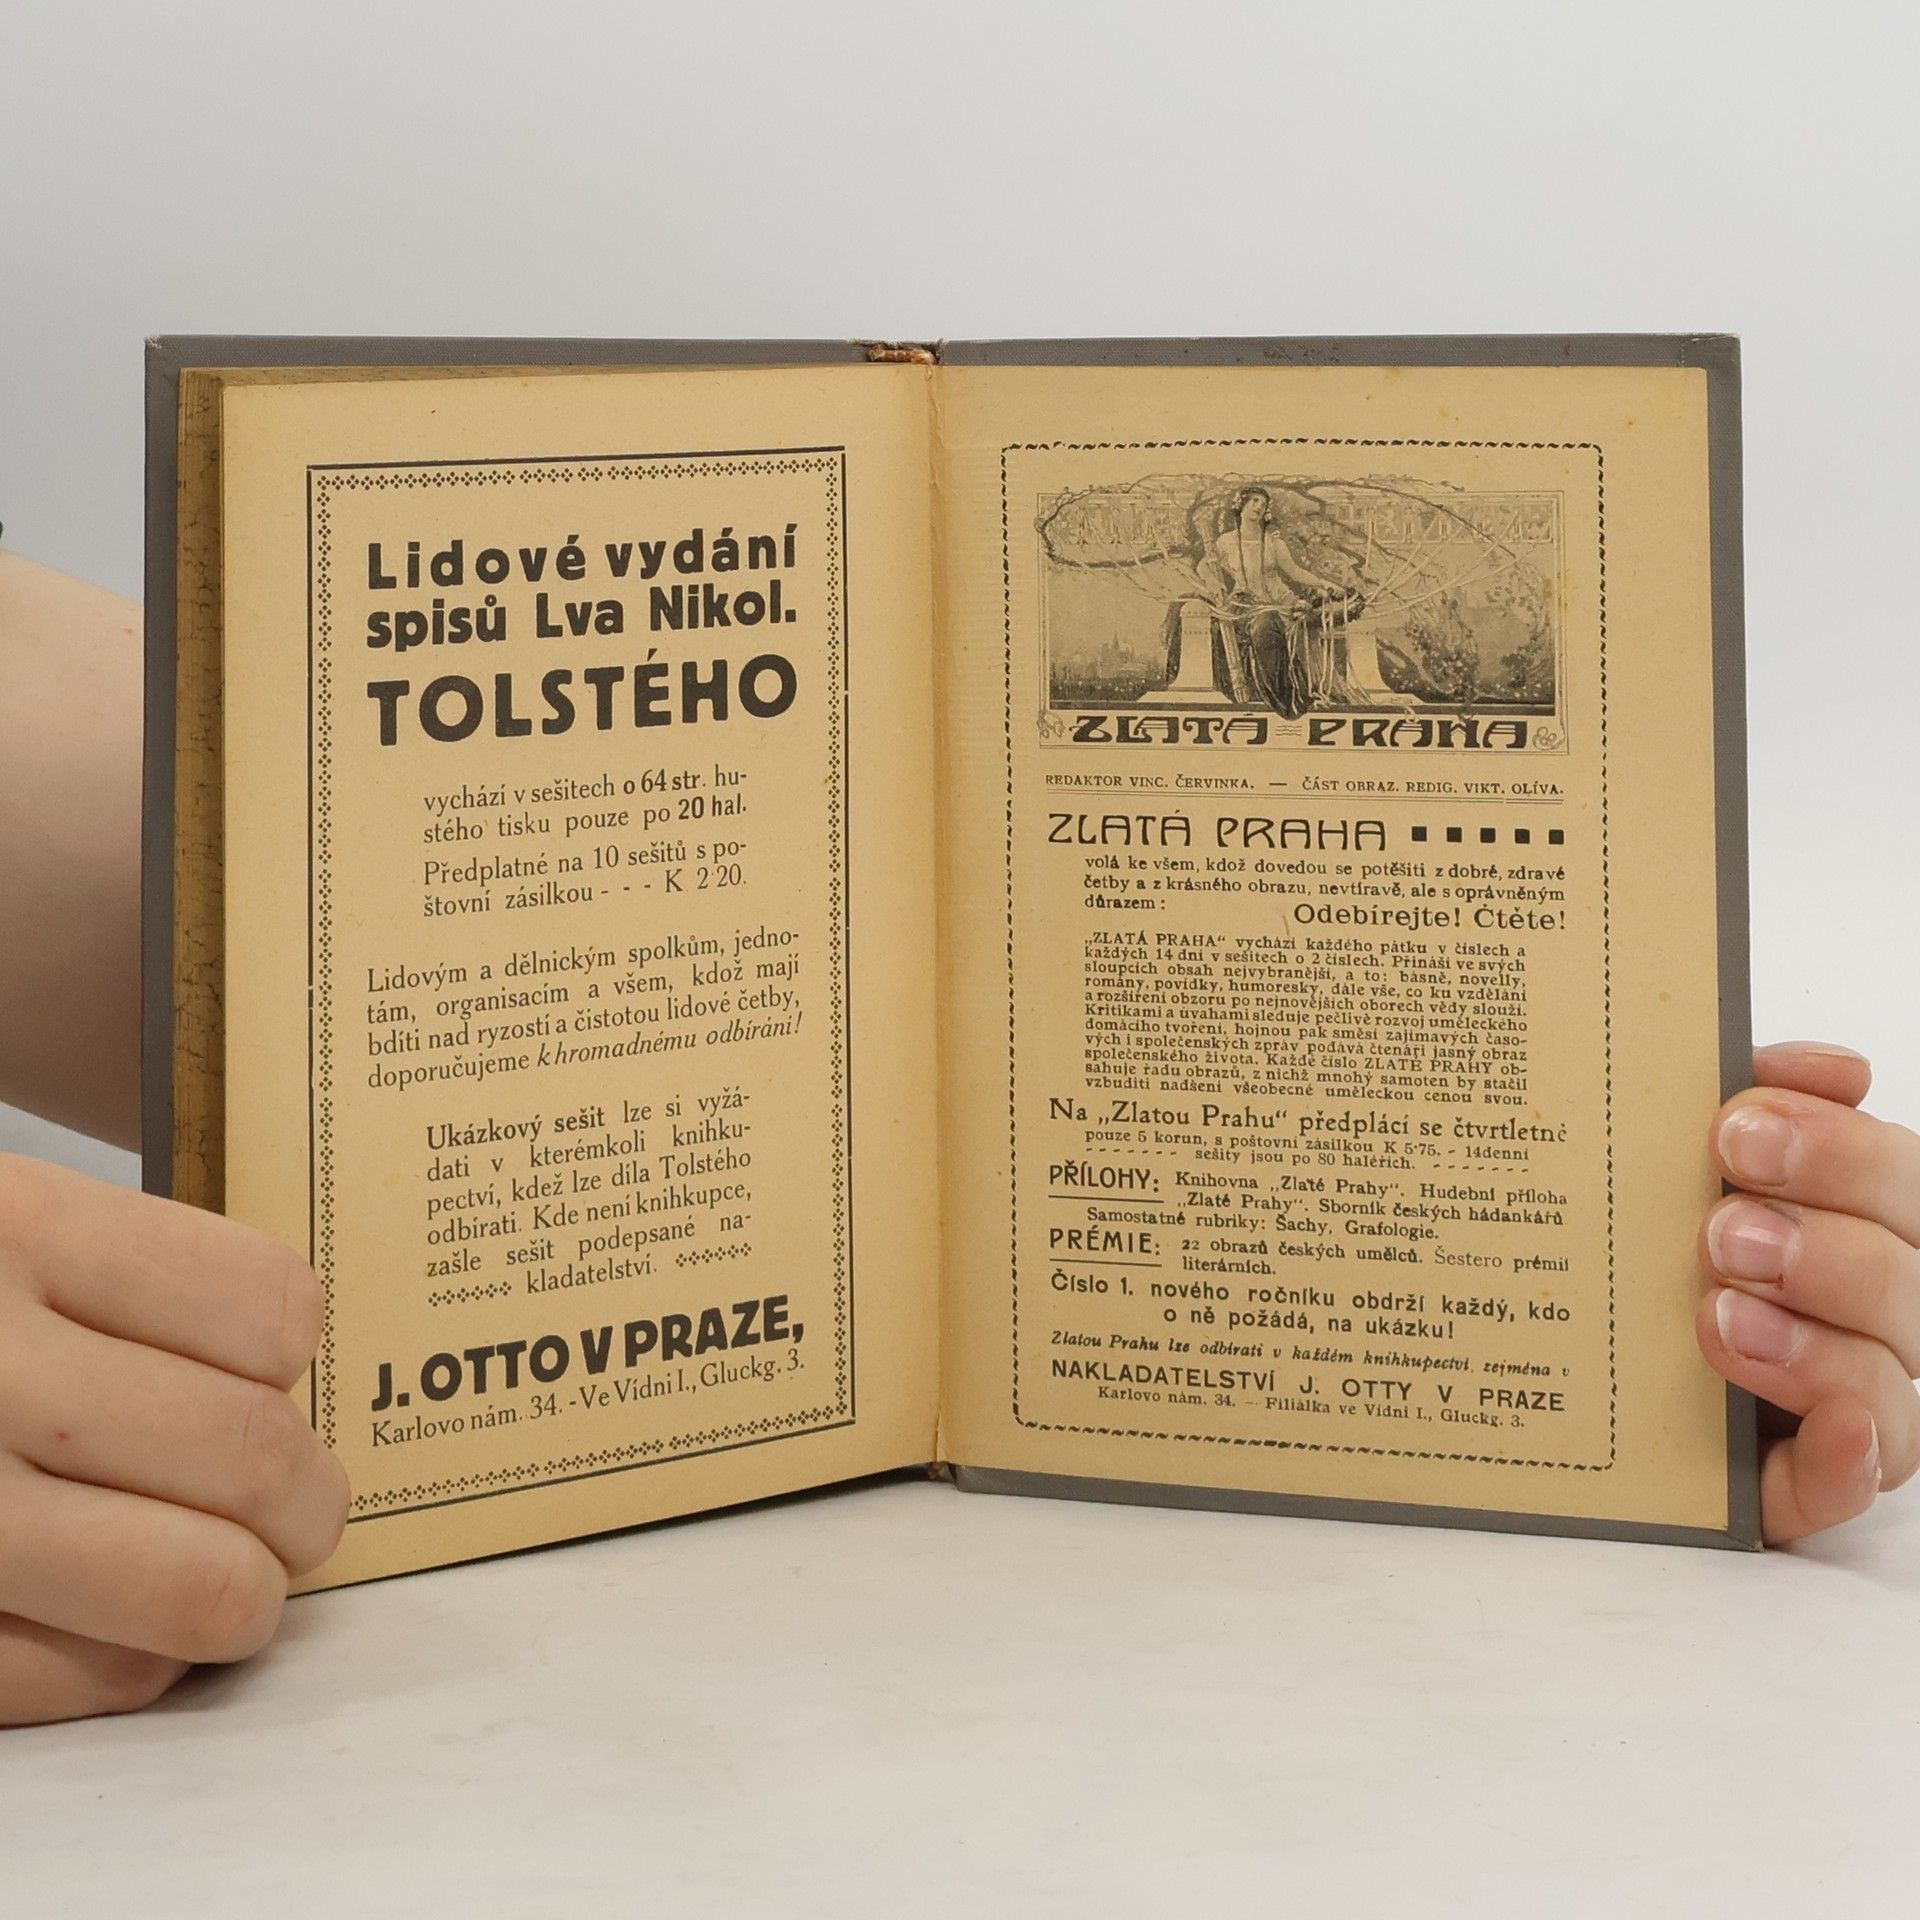 Lidové vydání
spisů Lva Nikol.
TOLSTÉHO
vychází v sešitech o 64 str. hu-
stého tisku pouze po 20 hal.
Předplatné na 10 sešitů s po-
štovní zásilkou - - - K 2·20.
Lidovým a dělnickým spolkům, jedno-
tám, organisacím a všem, kdož mají
bdíti nad ryzostí a čistotou lidové četby,
doporučujeme k hromadnému odbírání!
Ukázkový sešit lze si vyžá-
dati v kterémkoli knihku-
pectví, kdež lze díla Tolstého
odbírati. Kde není knihkupce,
zašle sešit podepsané na-
kladatelství.
J. OTTO V PRAZE,
Karlovo nám. 34. - Ve Vídni I., Gluckg. 3.
ZLATÁ PRAHA
REDAKTOR VINC. ČERVINKA. — ČÁST OBRAZ. REDIG. VIKT. OLÍVA.
ZLATÁ PRAHA
volá ke všem, kdož dovedou se potěšiti z dobré, zdravé
četby a z krásného obrazu, nevtíravě, ale s oprávněným
důrazem: Odebírejte! Čtěte!
„ZLATÁ PRAHA“ vychází každého pátku v číslech a
každých 14 dní v sešitech o 2 číslech. Přináší ve svých
sloupcích obsah nejvybranější, a to: básně, novelly,
romány, povídky, humoresky, dále vše, co ku vzdělání
a rozšíření obzoru po nejnovějších oborech vědy slouží.
Kritikami a úvahami sleduje pečlivě rozvoj uměleckého
domácího tvoření, hojnou pak směsí zajímavých časo-
vých i společenských zpráv podává čtenáři jasný obraz
společenského života. Každé číslo ZLATÉ PRAHY ob-
sahuje řadu obrazů, z nichž mnohý samoten by stačil
vzbuditi nadšení všeobecné uměleckou cenou svou.
Na „Zlatou Prahu“ předplácí se čtvrtletně
pouze 5 korun, s poštovní zásilkou K 5·75. - 14denní
- - - - - - - sešity jsou po 80 haléřích. - - - - - - -
PŘÍLOHY: Knihovna „Zlaté Prahy“. Hudební příloha
„Zlaté Prahy“. Sborník českých hádankářů
Samostatné rubriky: Šachy, Grafologie.
PRÉMIE: 22 obrazů českých umělců. Šestero prémií
literárních.
Číslo 1. nového ročníku obdrží každý, kdo
o ně požádá, na ukázku!
Zlatou Prahu lze odbírati v každém knihkupectví, zejména v
NAKLADATELSTVÍ J. OTTY V PRAZE
Karlovo nám. 34. — Filiálka ve Vídni I., Gluckg. 3.